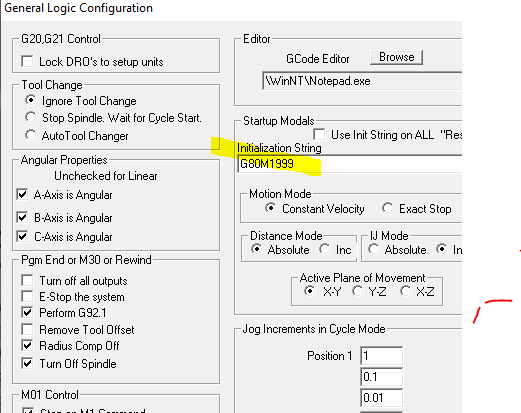 General Logic Configuration
G20,G21 Control
Lock DRO's to setup units
Tool Change
Ignore Tool Change
Stop Spindle. Wait for Cycle Start.
AutoTool Changer
Angular Properties
Unchecked for Linear
A-Axis is Angular
B-Axis is Angular
C-Axis is Angular
Pgm End or M30 or Rewind
Turn off all outputs
E-Stop the system
Perform G92.1
Remove Tool Offset
Radius Comp Off
Turn Off Spindle
M01 Control
Stop on M1 Command
Editor
GCode Editor
Browse
\WinNT\Notepad.exe
Startup Modals
Use Init String on ALL "Res
Initialization String
G80M1999
Motion Mode
Constant Velocity
Exact Stop
Distance Mode
Absolute
Inc
IJ Mode
Absolute
In
Active Plane of Movement
X-Y
Y-Z
X-Z
Jog Increments in Cycle Mode
Position 1
1
0.1
0.01